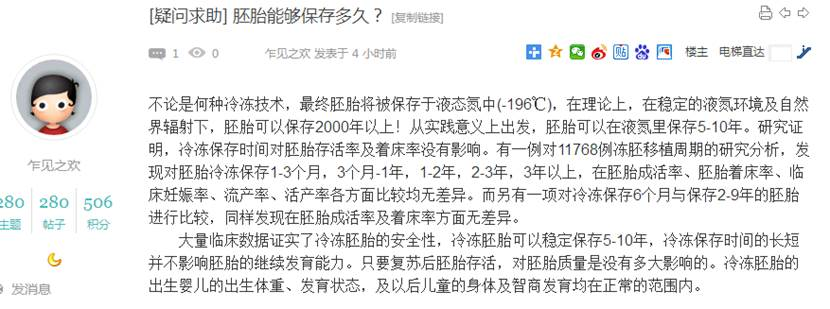 [疑问求助] 胚胎能够保存多久？ [复制链接]
1 0 乍见之欢 发表于 4 小时前 楼主 电梯直达
不论是何种冷冻技术，最终胚胎将被保存于液态氮中(-196℃)，在理论上，在稳定的液氮环境及自然
界辐射下，胚胎可以保存2000年以上！从实践意义上出发，胚胎可以在液氮里保存5-10年。研究证
明，冷冻保存时间对胚胎存活率及着床率没有影响。有一例对11768例冻胚移植周期的研究分析，发
现对胚胎冷冻保存1-3个月，3个月-1年，1-2年，2-3年，3年以上，在胚胎成活率、胚胎着床率、临
床妊娠率、流产率、活产率各方面比较均无差异。而另有一项对冷冻保存6个月与保存2-9年的胚胎
进行比较，同样发现在胚胎成活率及着床率方面无差异。
大量临床数据证实了冷冻胚胎的安全性，冷冻胚胎可以稳定保存5-10年，冷冻保存时间的长短
并不影响胚胎的继续发育能力。只要复苏后胚胎存活，对胚胎质量是没有多大影响的。冷冻胚胎的
出生婴儿的出生体重、发育状态，及以后儿童的身体及智商发育均在正常的范围内。
乍见之欢
280 280 506
主题 帖子 积分
发消息